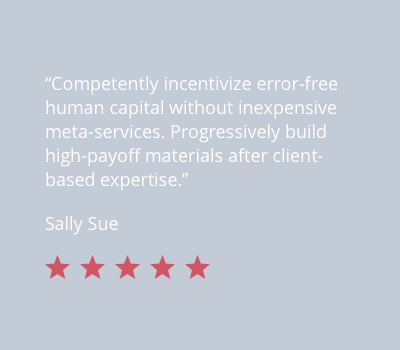 “Competently incentivize error-free
human capital without inexpensive
meta-services. Progressively build
high-payoff materials after client-
based expertise.”
Sally Sue